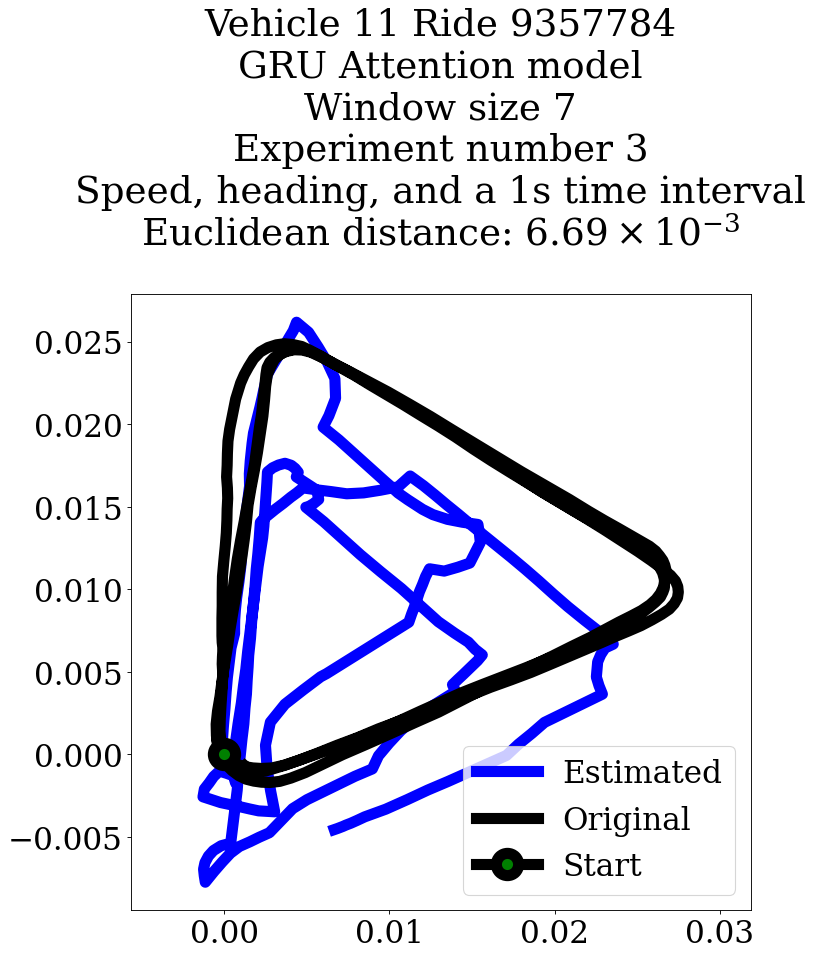 Vehicle 11 Ride 9357784
GRU Attention model
Window size 7
Experiment number 3
Speed, heading, and a 1s time interval
Euclidean distance: 6.69 × 10⁻³
0.025
0.020
0.015
0.010
0.005
0.000
−0.005
Estimated
Original
Start
0.00 0.01 0.02 0.03